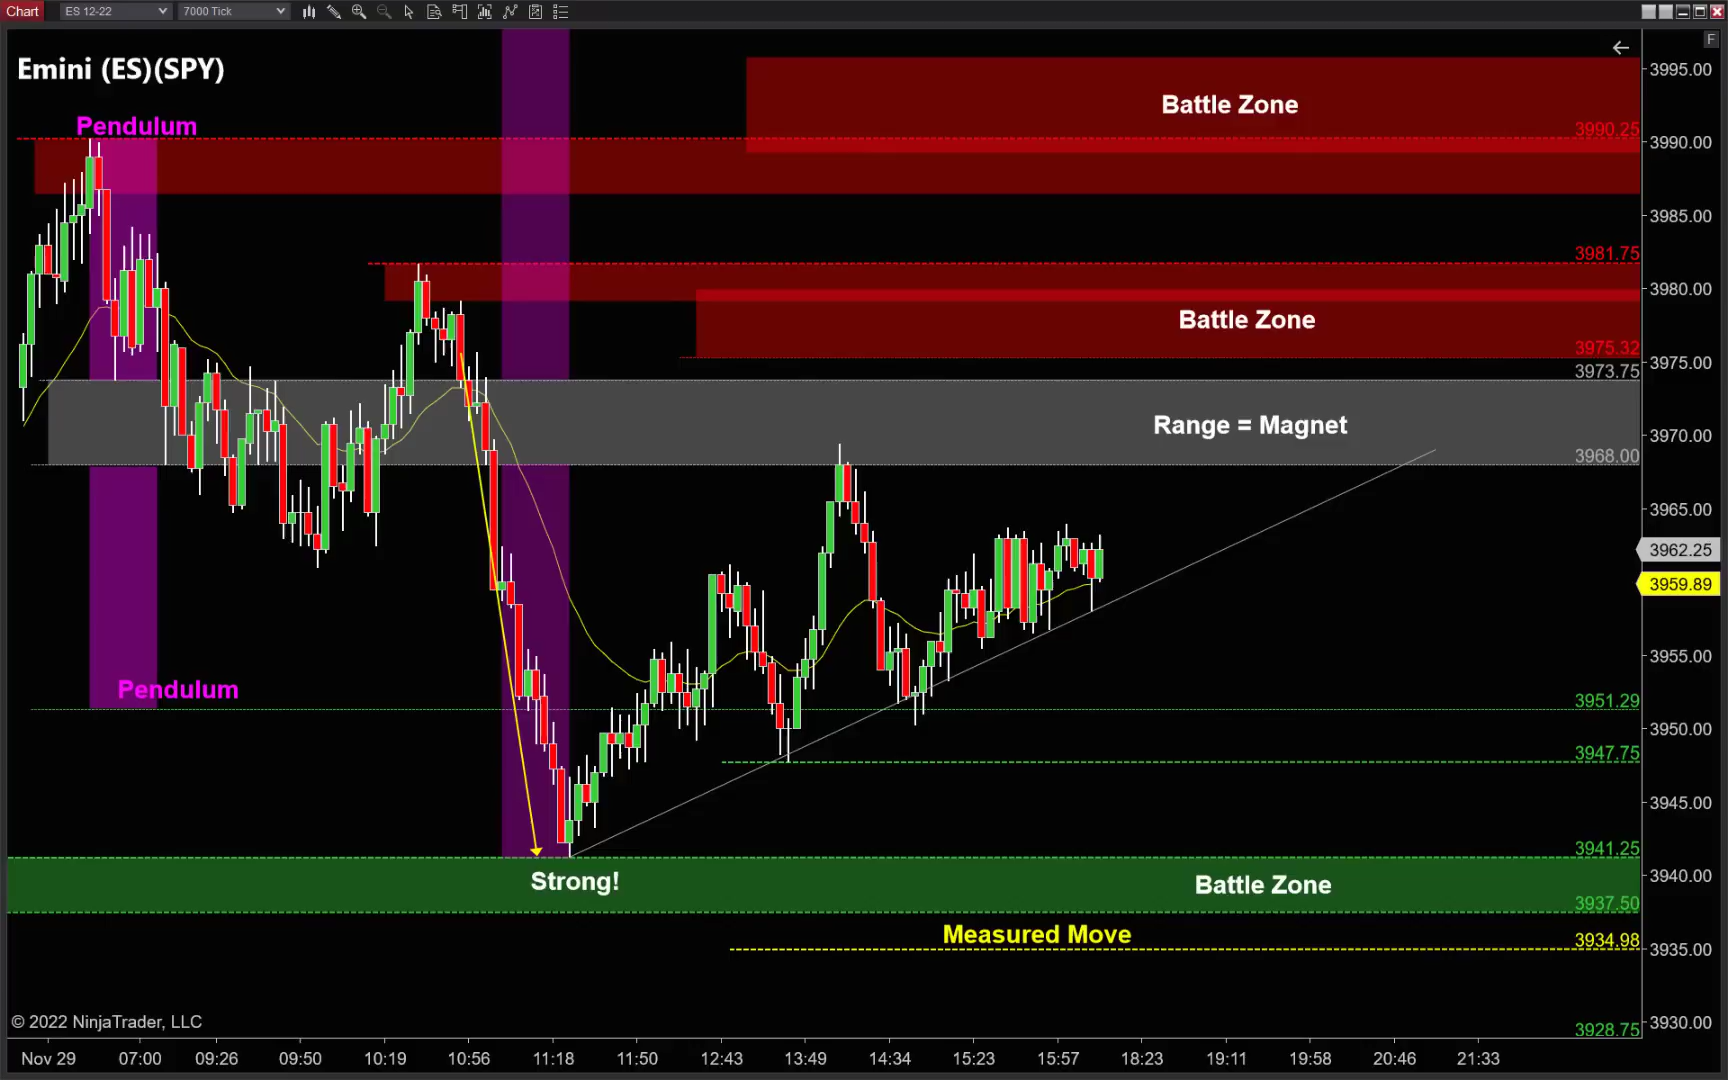 Chart ES 12-22 7000 Tick
F
Emini (ES)(SPY)
3995.00
Battle Zone
Pendulum
3990.25
3990.00
3985.00
3981.75
3980.00
Battle Zone
3975.32
3975.00
3973.75
Range = Magnet
3970.00
3968.00
3965.00
3962.25
3959.89
3955.00
Pendulum
3951.29
3950.00
3947.75
3945.00
3941.25
Strong!
Battle Zone
3940.00
3937.50
Measured Move
3934.98
3935.00
© 2022 NinjaTrader, LLC
3930.00
3928.75
Nov 29 07:00 09:26 09:50 10:19 10:56 11:18 11:50 12:43 13:49 14:34 15:23 15:57 18:23 19:11 19:58 20:46 21:33